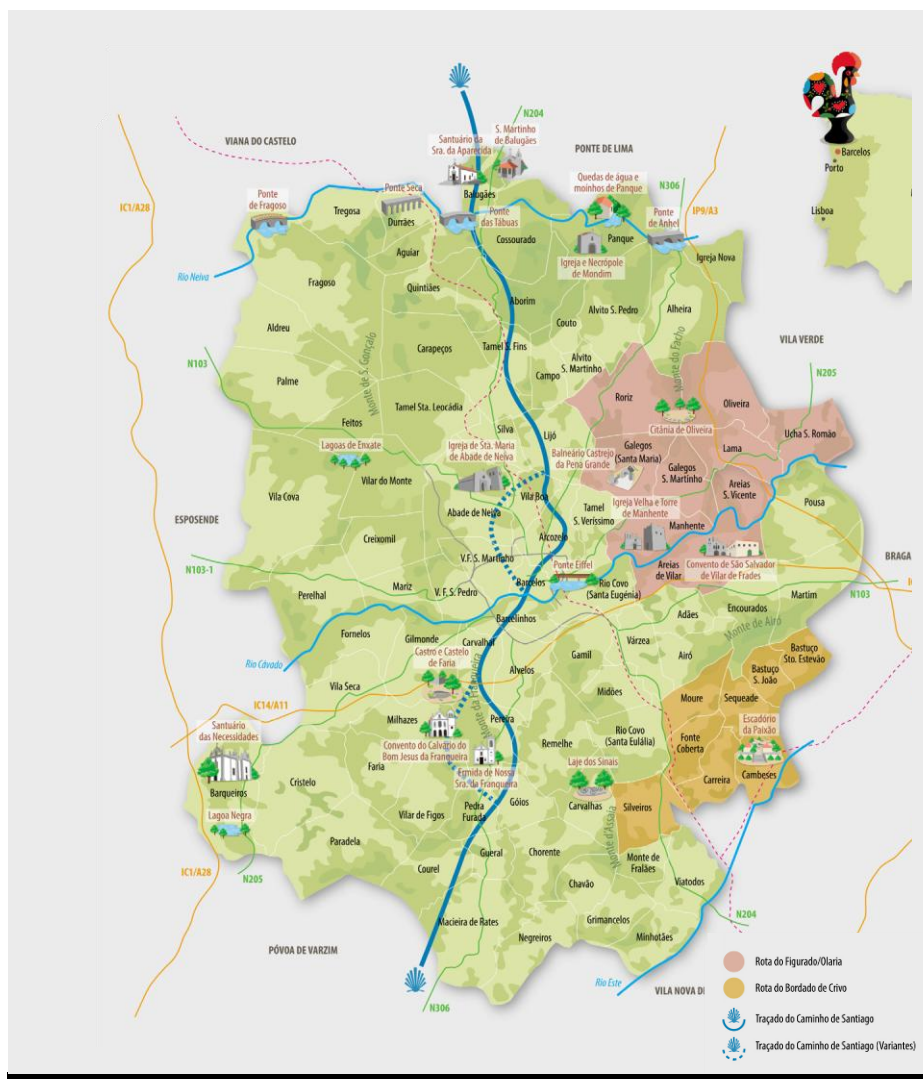 N204
VIANA DO CASTELO
Santuário da
Sra. da Aparecida
S. Martinho
de Balugães
PONTE DE LIMA
Barcelos
Porto
Lisboa
IC1/A28
Ponte
de Fragoso
Ponte Seca
Balugães
Quedas de água e
moinhos de Panque
N306
IP9/A3
Tregosa
Durrães
Ponte
das Tábuas
Ponte
de Anhel
Aguiar
Cossourado
Panque
Igreja e Necrópole
de Mondim
Igreja Nova
Rio Neiva
Fragoso
Quintiães
Aborim
Alvito S. Pedro
Alheira
Couto
Aldreu
Monte de S. Gonçalo
Carapeços
Tamel S. Fins
Monte do Facho
VILA VERDE
N103
Campo
Alvito
S. Martinho
N205
Palme
Roriz
Oliveira
Tamel Sta. Leocádia
Citânia de Oliveira
Feitos
Silva
Lijó
Ucha S. Romão
Lagoas de Enxate
Igreja de Sta. Maria
de Abade de Neiva
Balneário Castrejo
da Pena Grande
Galegos
(Santa Maria)
Lama
Galegos
S. Martinho
Areias
S. Vicente
Vila Cova
Vilar do Monte
Vila Boa
Pousa
Abade de Neiva
Tamel
S. Veríssimo
Igreja Velha e Torre
de Manhente
Manhente
ESPOSENDE
Creixomil
Arcozelo
V.F. S. Martinho
BRAGA
N103-1
Ponte Eiffel
Areias
de Vilar
Convento de São Salvador
de Vilar de Frades
Mariz
V. F. S. Pedro
Barcelos
Rio Covo
(Santa Eugénia)
Perelhal
Martim
N103
Barcelinhos
Adães
Encourados
Fornelos
Gilmonde
Carvalhal
Várzea
Monte de Airó
Rio Cávado
Castro e Castelo
de Faria
Monte da Franqueira
Alvelos
Gamil
Airó
Bastuço
Sto. Estevão
Bastuço
S. João
Vila Seca
Midões
Moure
Sequeade
IC14/A11
Milhazes
Pereira
Rio Covo
(Santa Eulália)
Santuário
das Necessidades
Convento do Calvário do
Bom Jesus da Franqueira
Remelhe
Fonte
Coberta
Escadório
da Paixão
Faria
Ermida de Nossa
Sra. da Franqueira
Laje dos Sinais
Barqueiros
Cristelo
Carreira
Cambeses
Góios
Carvalhas
Silveiros
Lagoa Negra
Vilar de Figos
Pedra
Furada
Monte d'Assaia
Paradela
Gueral
Chorente
Monte de
Fralães
IC1/A28
N205
Courel
Chavão
Viatodos
Macieira de Rates
Grimancelos
N204
PÓVOA DE VARZIM
Negreiros
Minhotães
Rio Este
VILA NOVA DE
N306
Rota do Figurado/Olaria
Rota do Bordado de Crivo
Traçado do Caminho de Santiago
Traçado do Caminho de Santiago (Variantes)